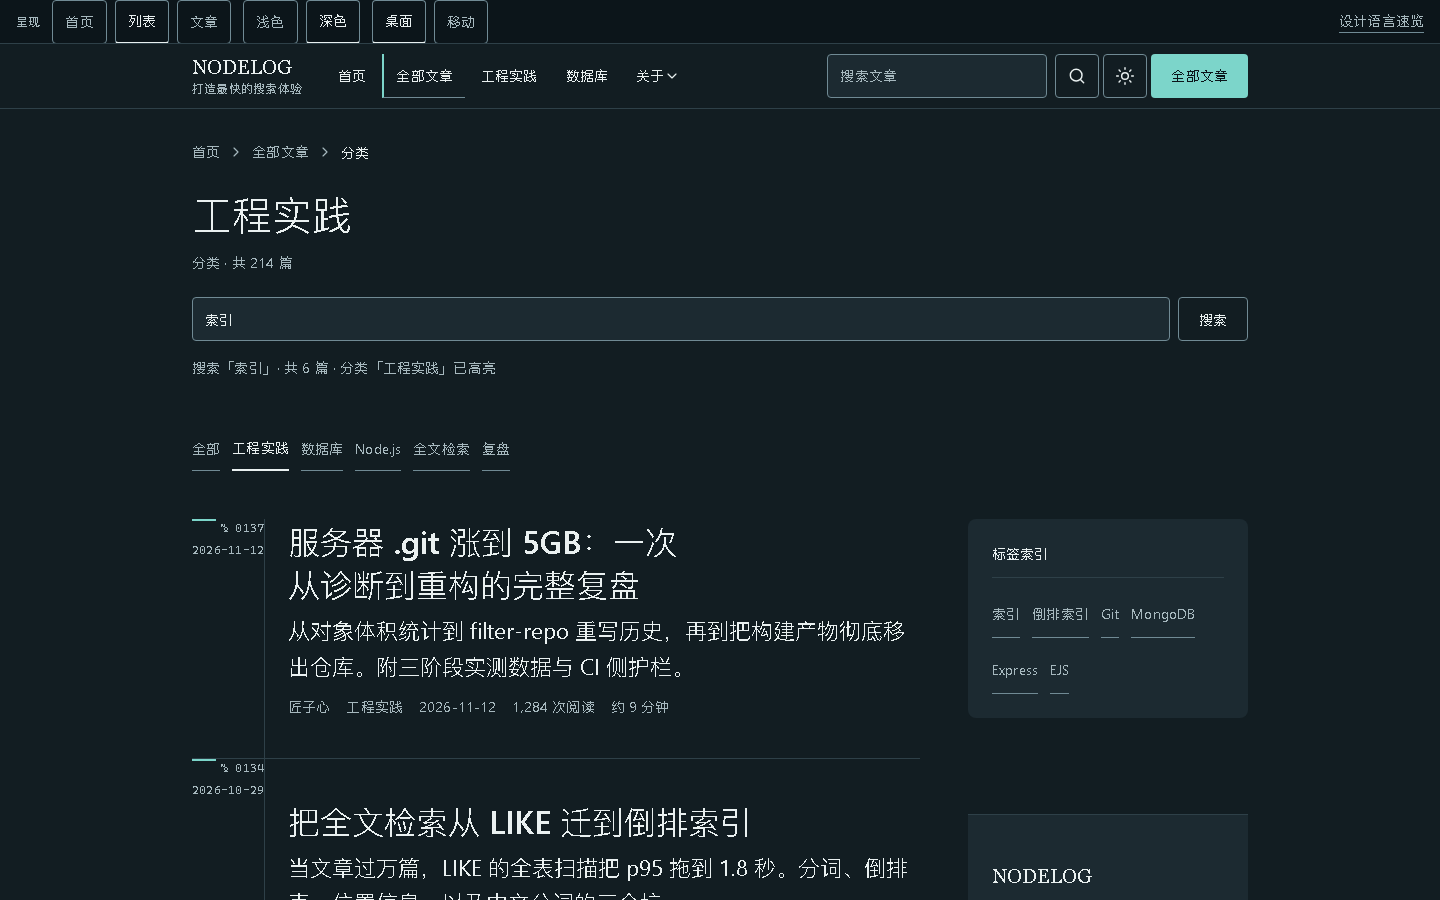 呈现 首页 列表 文章 浅色 深色 桌面 移动 设计语言速览
NODELOG
打造最快的搜索体验
首页 全部文章 工程实践 数据库 关于 搜索文章 全部文章
首页 全部文章 分类
工程实践
分类 · 共 214 篇
索引 搜索
搜索「索引」· 共 6 篇 · 分类「工程实践」已高亮
全部 工程实践 数据库 Node.js 全文检索 复盘
№ 0137
2026-11-12
服务器 .git 涨到 5GB：一次
从诊断到重构的完整复盘
从对象体积统计到 filter-repo 重写历史，再到把构建产物彻底移
出仓库。附三阶段实测数据与 CI 侧护栏。
匠子心 工程实践 2026-11-12 1,284 次阅读 约 9 分钟
标签索引
索引 倒排索引 Git MongoDB
Express EJS
№ 0134
2026-10-29
把全文检索从 LIKE 迁到倒排索引
当文章过万篇，LIKE 的全表扫描把 p95 拖到 1.8 秒。分词、倒排
NODELOG